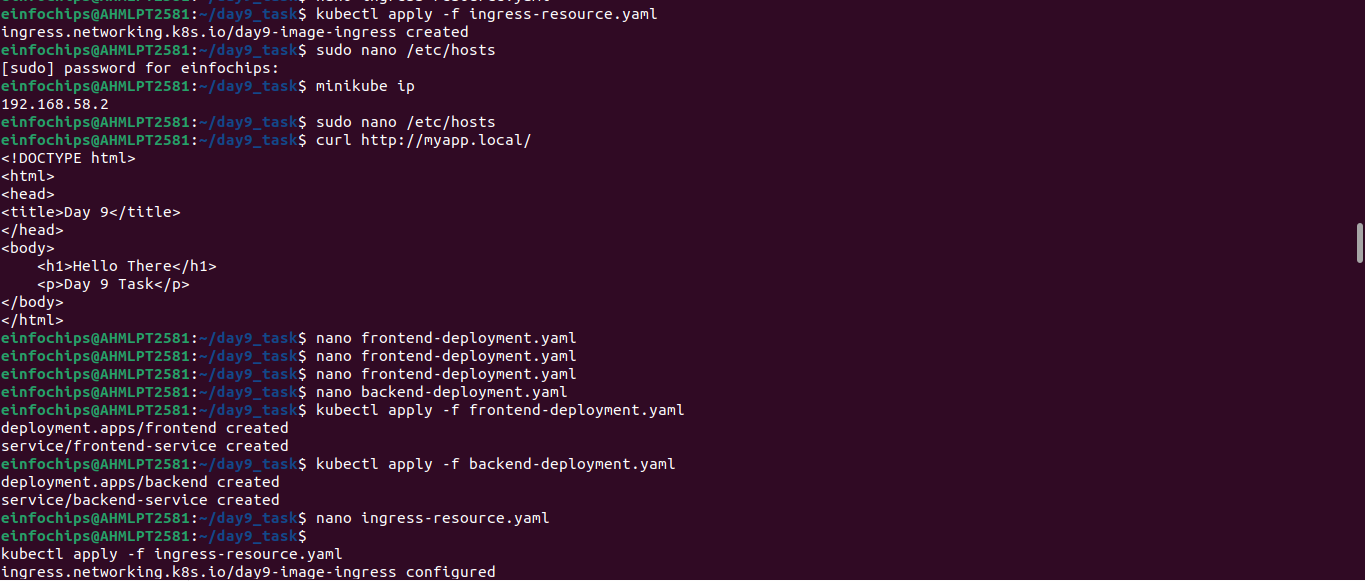 einfochips@AHMLPT2581:~/day9_task$ kubectl apply -f ingress-resource.yaml
ingress.networking.k8s.io/day9-image-ingress created
einfochips@AHMLPT2581:~/day9_task$ sudo nano /etc/hosts
[sudo] password for einfochips:
einfochips@AHMLPT2581:~/day9_task$ minikube ip
192.168.58.2
einfochips@AHMLPT2581:~/day9_task$ sudo nano /etc/hosts
einfochips@AHMLPT2581:~/day9_task$ curl http://myapp.local/
<!DOCTYPE html>
<html>
<head>
<title>Day 9</title>
</head>
<body>
    <h1>Hello There</h1>
    <p>Day 9 Task</p>
</body>
</html>
einfochips@AHMLPT2581:~/day9_task$ nano frontend-deployment.yaml
einfochips@AHMLPT2581:~/day9_task$ nano frontend-deployment.yaml
einfochips@AHMLPT2581:~/day9_task$ nano frontend-deployment.yaml
einfochips@AHMLPT2581:~/day9_task$ nano backend-deployment.yaml
einfochips@AHMLPT2581:~/day9_task$ kubectl apply -f frontend-deployment.yaml
deployment.apps/frontend created
service/frontend-service created
einfochips@AHMLPT2581:~/day9_task$ kubectl apply -f backend-deployment.yaml
deployment.apps/backend created
service/backend-service created
einfochips@AHMLPT2581:~/day9_task$ nano ingress-resource.yaml
einfochips@AHMLPT2581:~/day9_task$
kubectl apply -f ingress-resource.yaml
ingress.networking.k8s.io/day9-image-ingress configured